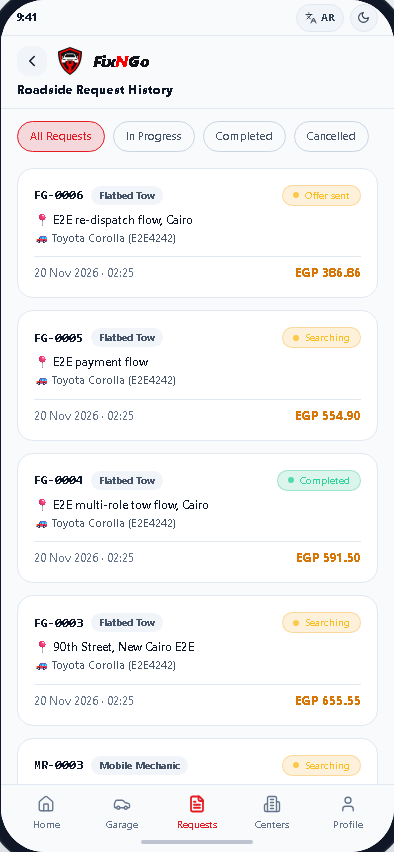 9:41
AR
FixNGo
Roadside Request History
All Requests
In Progress
Completed
Cancelled
FG-0006 Flatbed Tow Offer sent
E2E re-dispatch flow, Cairo
Toyota Corolla (E2E4242)
20 Nov 2026 · 02:25 EGP 386.86
FG-0005 Flatbed Tow Searching
E2E payment flow
Toyota Corolla (E2E4242)
20 Nov 2026 · 02:25 EGP 554.90
FG-0004 Flatbed Tow Completed
E2E multi-role tow flow, Cairo
Toyota Corolla (E2E4242)
20 Nov 2026 · 02:25 EGP 591.50
FG-0003 Flatbed Tow Searching
90th Street, New Cairo E2E
Toyota Corolla (E2E4242)
20 Nov 2026 · 02:25 EGP 655.55
MR-0003 Mobile Mechanic Searching
Home Garage Requests Centers Profile